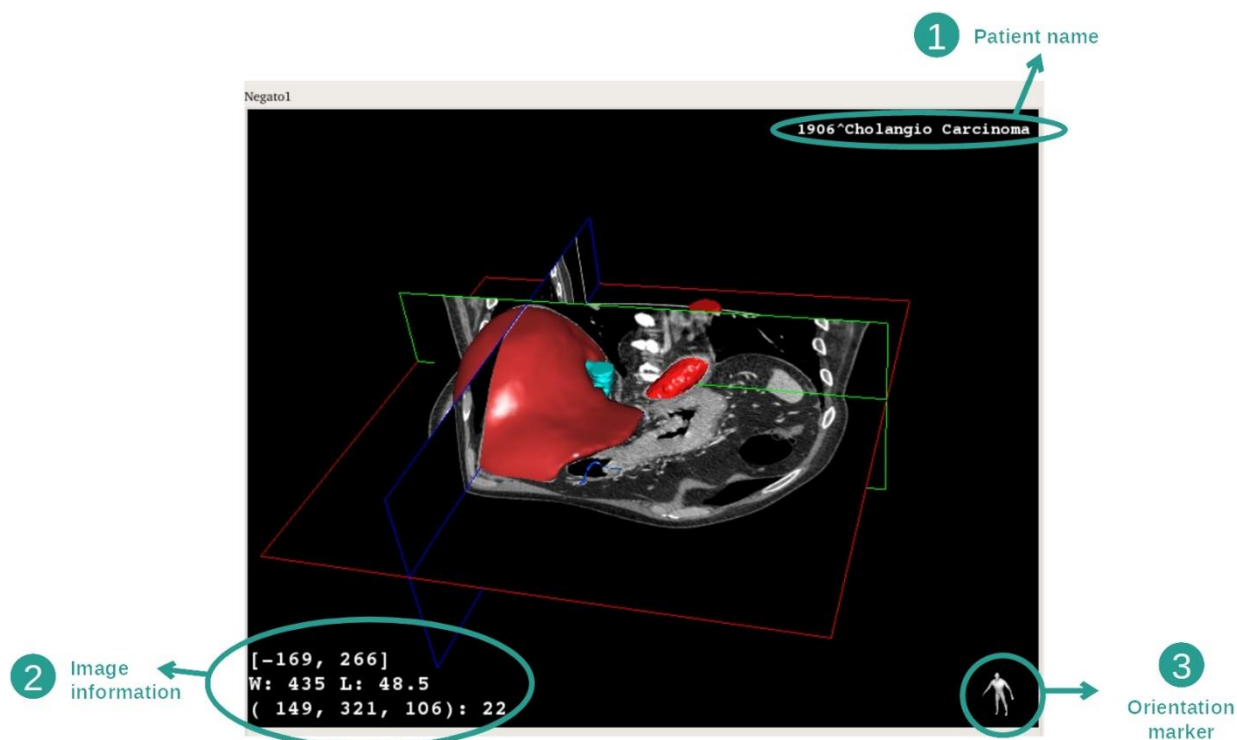 1 Patient name
Negato1
1906^Cholangio Carcinoma
[-169, 266]
W: 435 L: 48.5
( 149, 321, 106): 22
2 Image
information
3
Orientation
marker